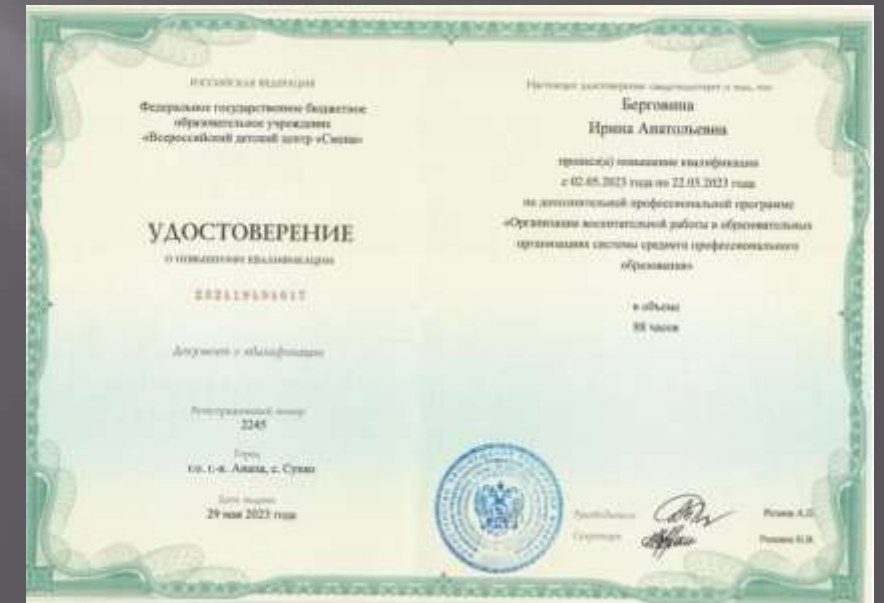 РОССИЙСКАЯ ФЕДЕРАЦИЯ
Федеральное государственное бюджетное
образовательное учреждение
«Всероссийский детский центр «Смена»
УДОСТОВЕРЕНИЕ
о повышении квалификации
Документ о квалификации
Регистрационный номер
2245
Город
г.о. г.-к. Анапа, с. Сукко
Дата выдачи
29 мая 2023 года
Настоящее удостоверение свидетельствует о том, что
Берговина
Ирина Анатольевна
прошел(а) повышение квалификации
с 02.05.2023 года по 22.05.2023 года
по дополнительной профессиональной программе
«Организация воспитательной работы в образовательных
организациях системы среднего профессионального
образования»
в объеме
88 часов
Руководитель
Секретарь